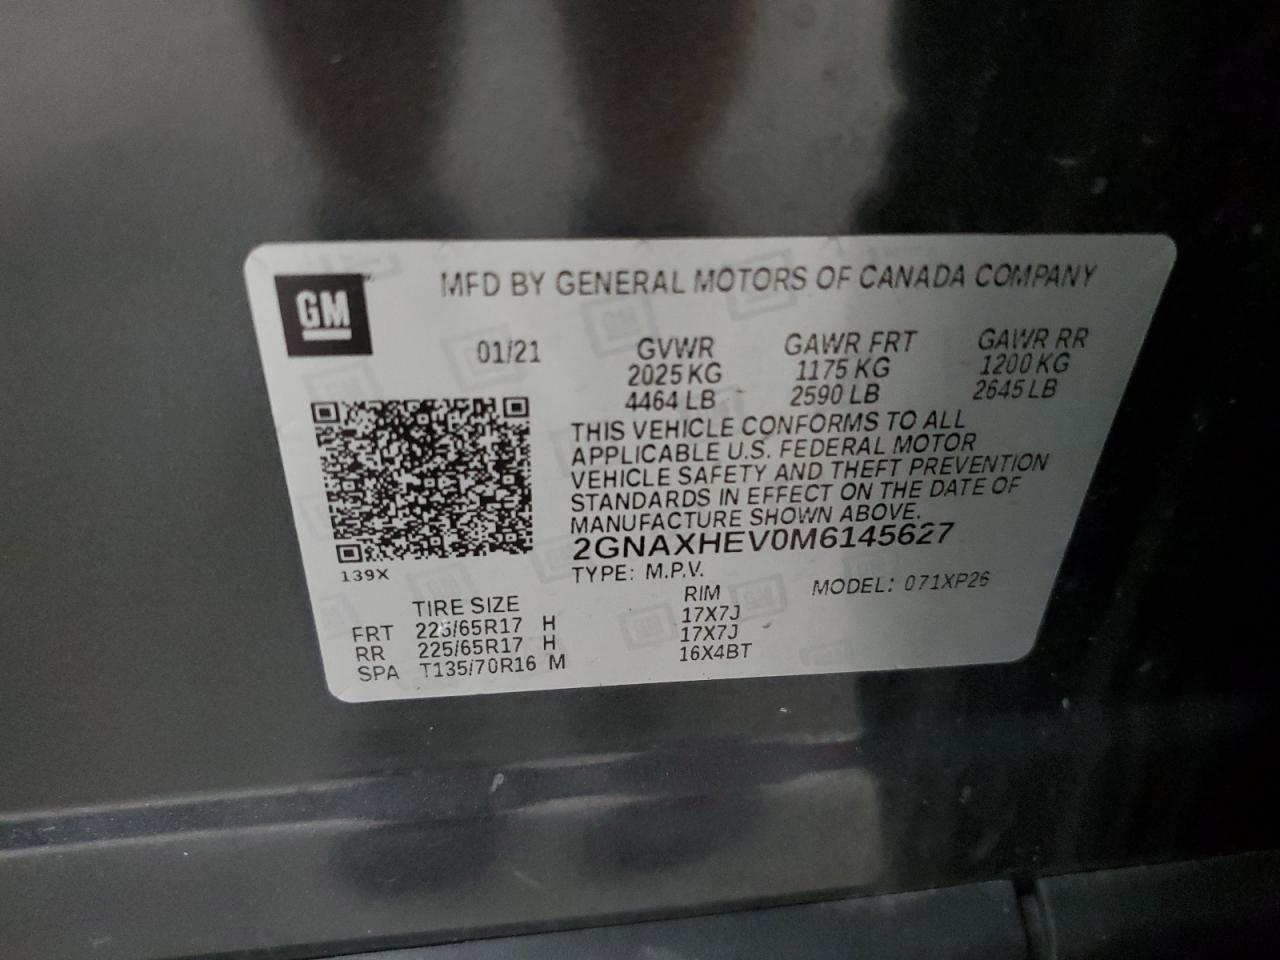 GM
MFD BY GENERAL MOTORS OF CANADA COMPANY
01/21 GVWR GAWR FRT GAWR RR
2025 KG 1175 KG 1200 KG
4464 LB 2590 LB 2645 LB
THIS VEHICLE CONFORMS TO ALL
APPLICABLE U.S. FEDERAL MOTOR
VEHICLE SAFETY AND THEFT PREVENTION
STANDARDS IN EFFECT ON THE DATE OF
MANUFACTURE SHOWN ABOVE.
2GNAXHEV0M6145627
139X
TYPE: M.P.V. MODEL: 071XP26
TIRE SIZE RIM
FRT 225/65R17 H 17X7J
RR 225/65R17 H 17X7J
SPA T135/70R16 M 16X4BT